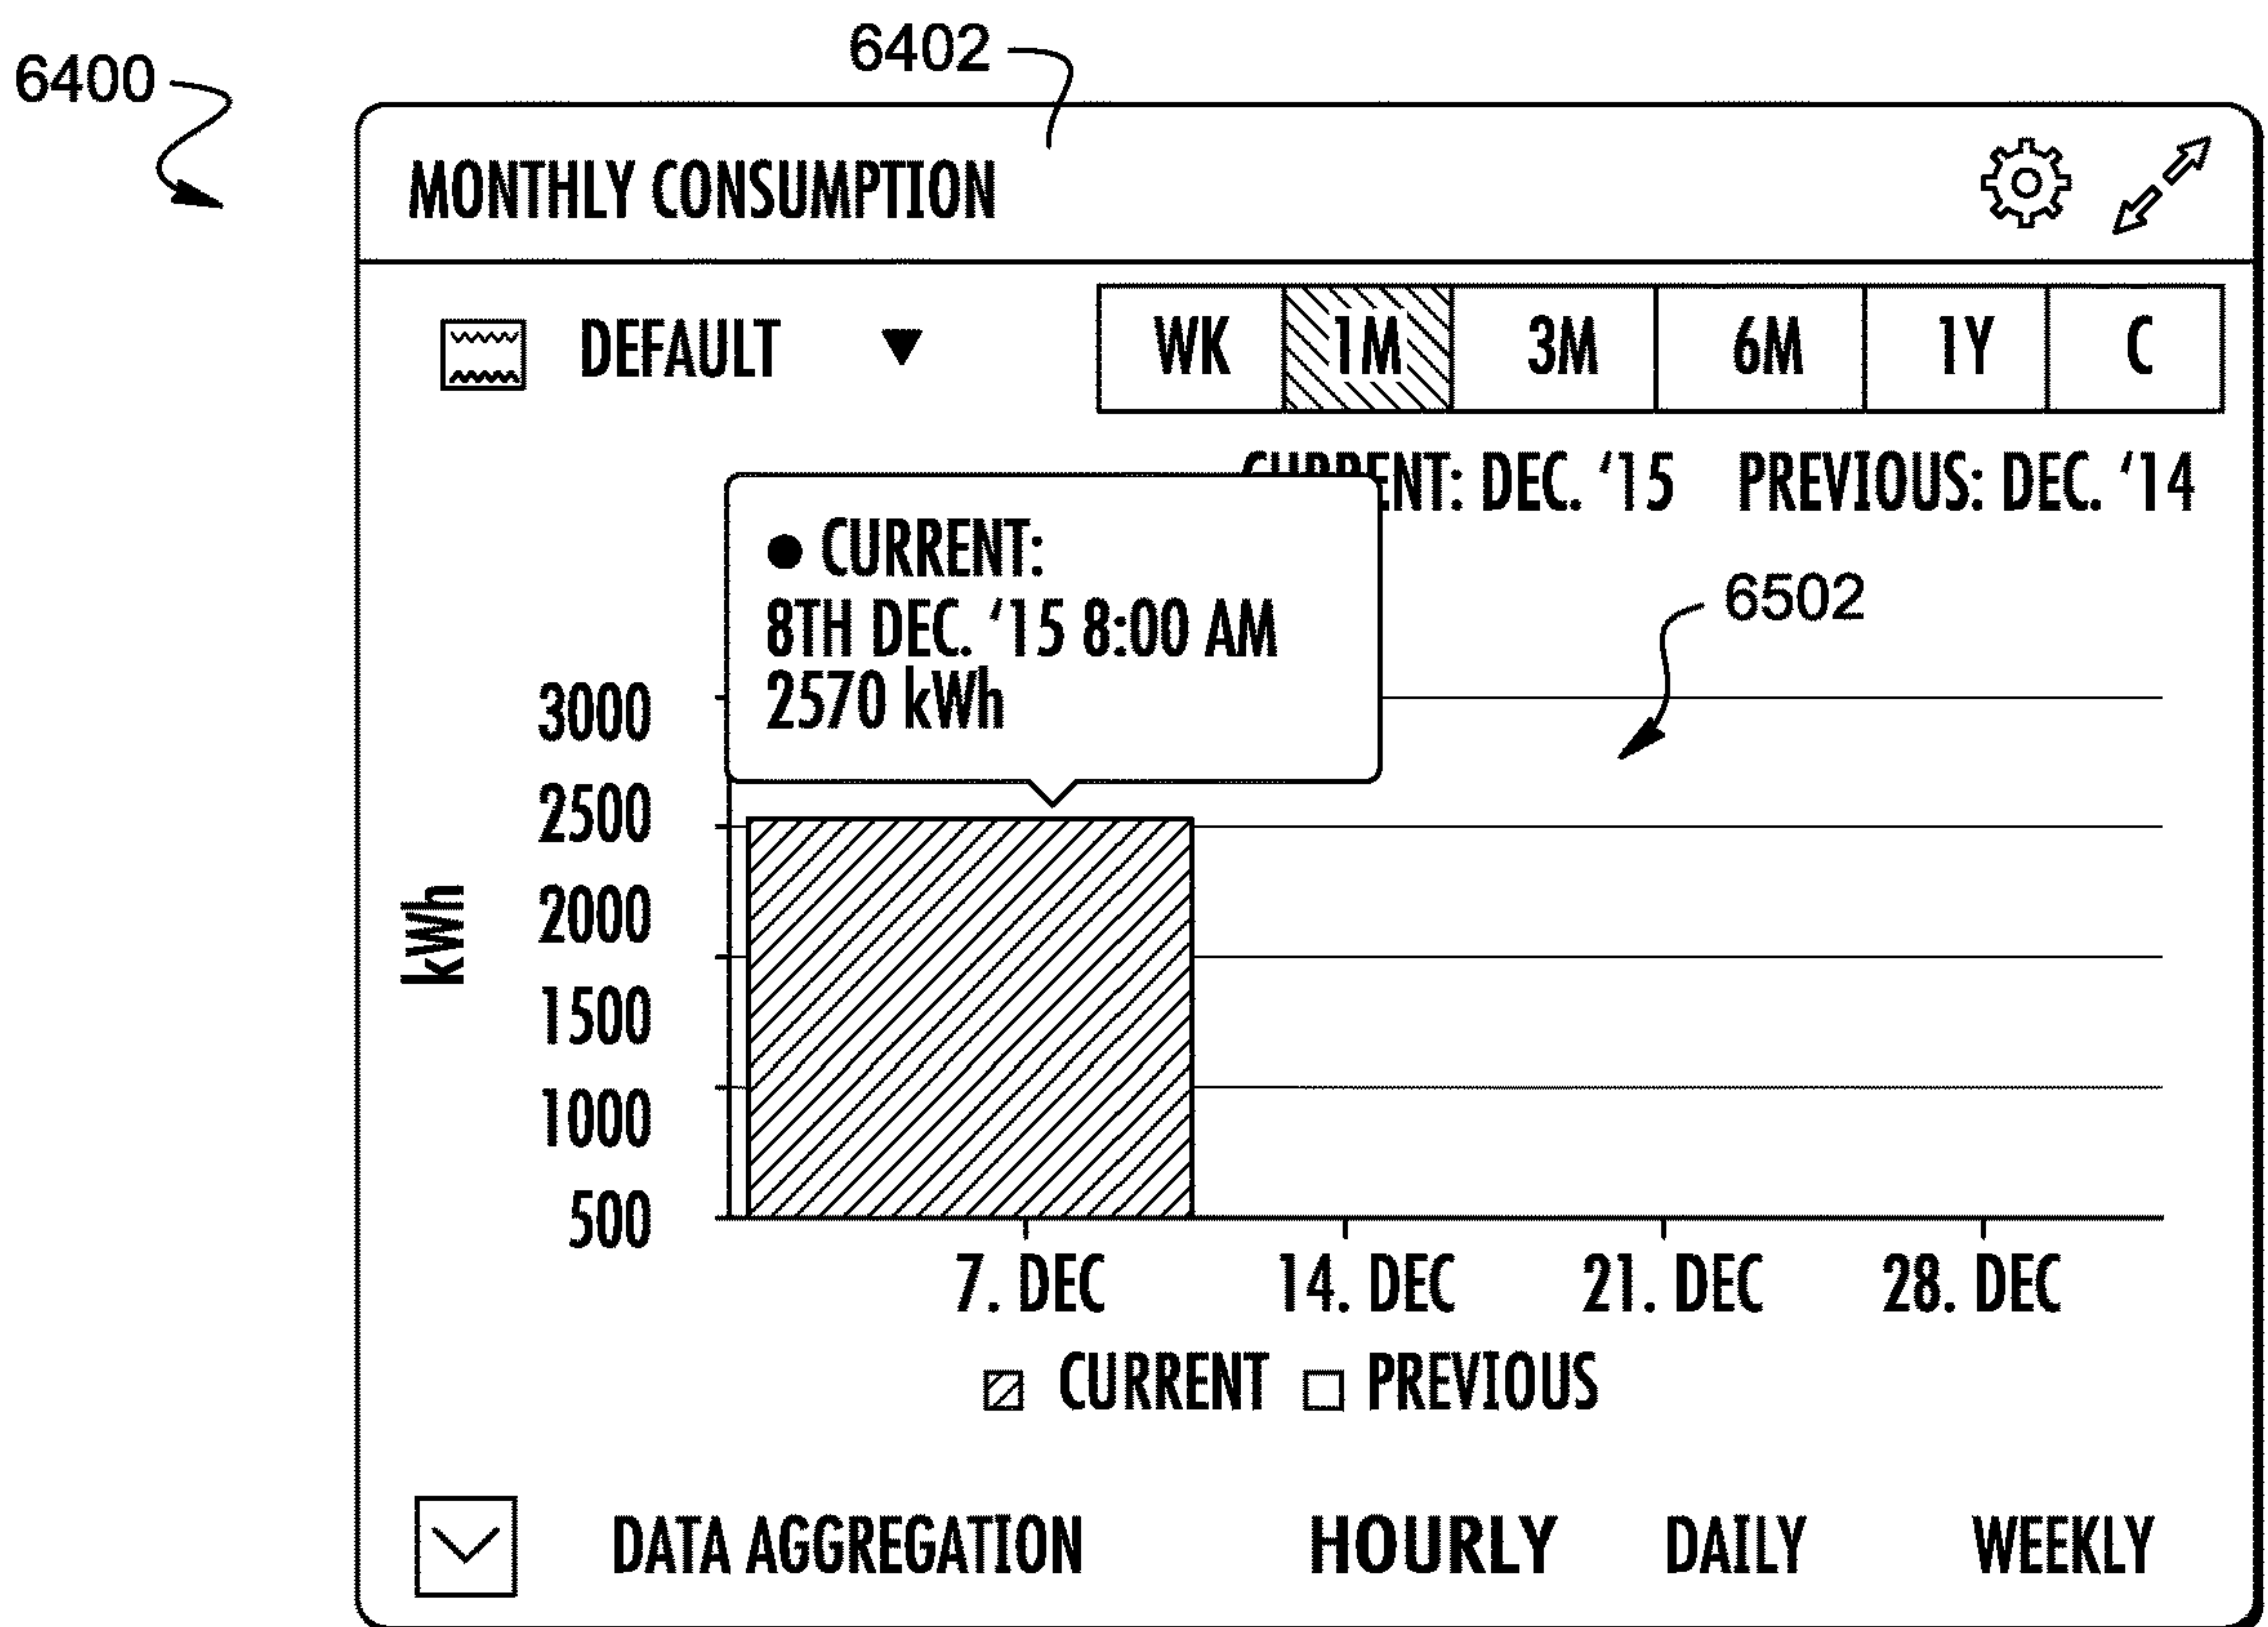 6400
6402
MONTHLY CONSUMPTION
DEFAULT WK 1M 3M 6M 1Y C
CURRENT: DEC. ‘15 PREVIOUS: DEC. ‘14
● CURRENT:
8TH DEC. ‘15 8:00 AM
2570 kWh
6502
3000
2500
2000
1500
1000
500
kWh
7. DEC 14. DEC 21. DEC 28. DEC
CURRENT PREVIOUS
DATA AGGREGATION HOURLY DAILY WEEKLY